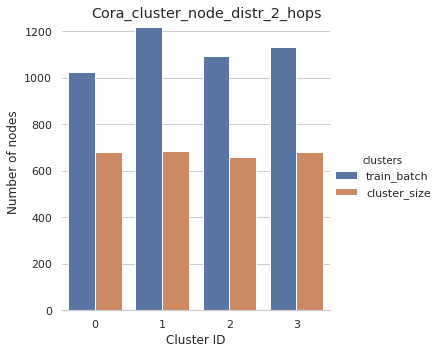 Cora_cluster_node_distr_2_hops
1200
1000
800
600
400
200
0
Number of nodes
0 1 2 3
Cluster ID
clusters
train_batch
cluster_size